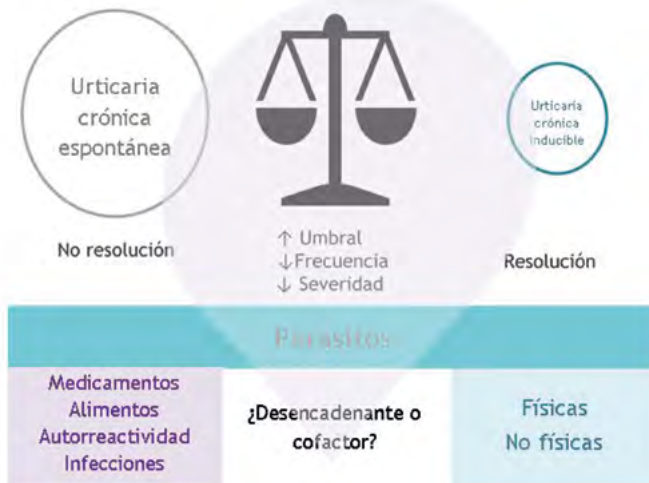 Urticaria
crónica
espontánea
Urticaria
crónica
inducible
No resolución
↑ Umbral
↓Frecuencia
↓ Severidad
Resolución
Parasitos
Medicamentos
Alimentos
Autorreactividad
Infecciones
¿Desencadenante o
cofactor?
Físicas
No físicas